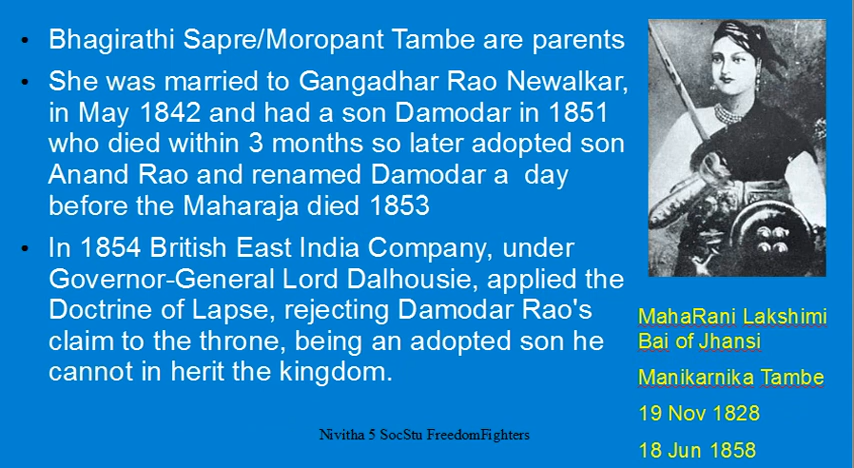 Bhagirathi Sapre/Moropant Tambe are parents
She was married to Gangadhar Rao Newalkar,
in May 1842 and had a son Damodar in 1851
who died within 3 months so later adopted son
Anand Rao and renamed Damodar a  day
before the Maharaja died 1853
In 1854 British East India Company, under
Governor-General Lord Dalhousie, applied the
Doctrine of Lapse, rejecting Damodar Rao's
claim to the throne, being an adopted son he
cannot in herit the kingdom.
MahaRani Lakshimi
Bai of Jhansi
Manikarnika Tambe
19 Nov 1828
18 Jun 1858
Nivitha 5 SocStu FreedomFighters